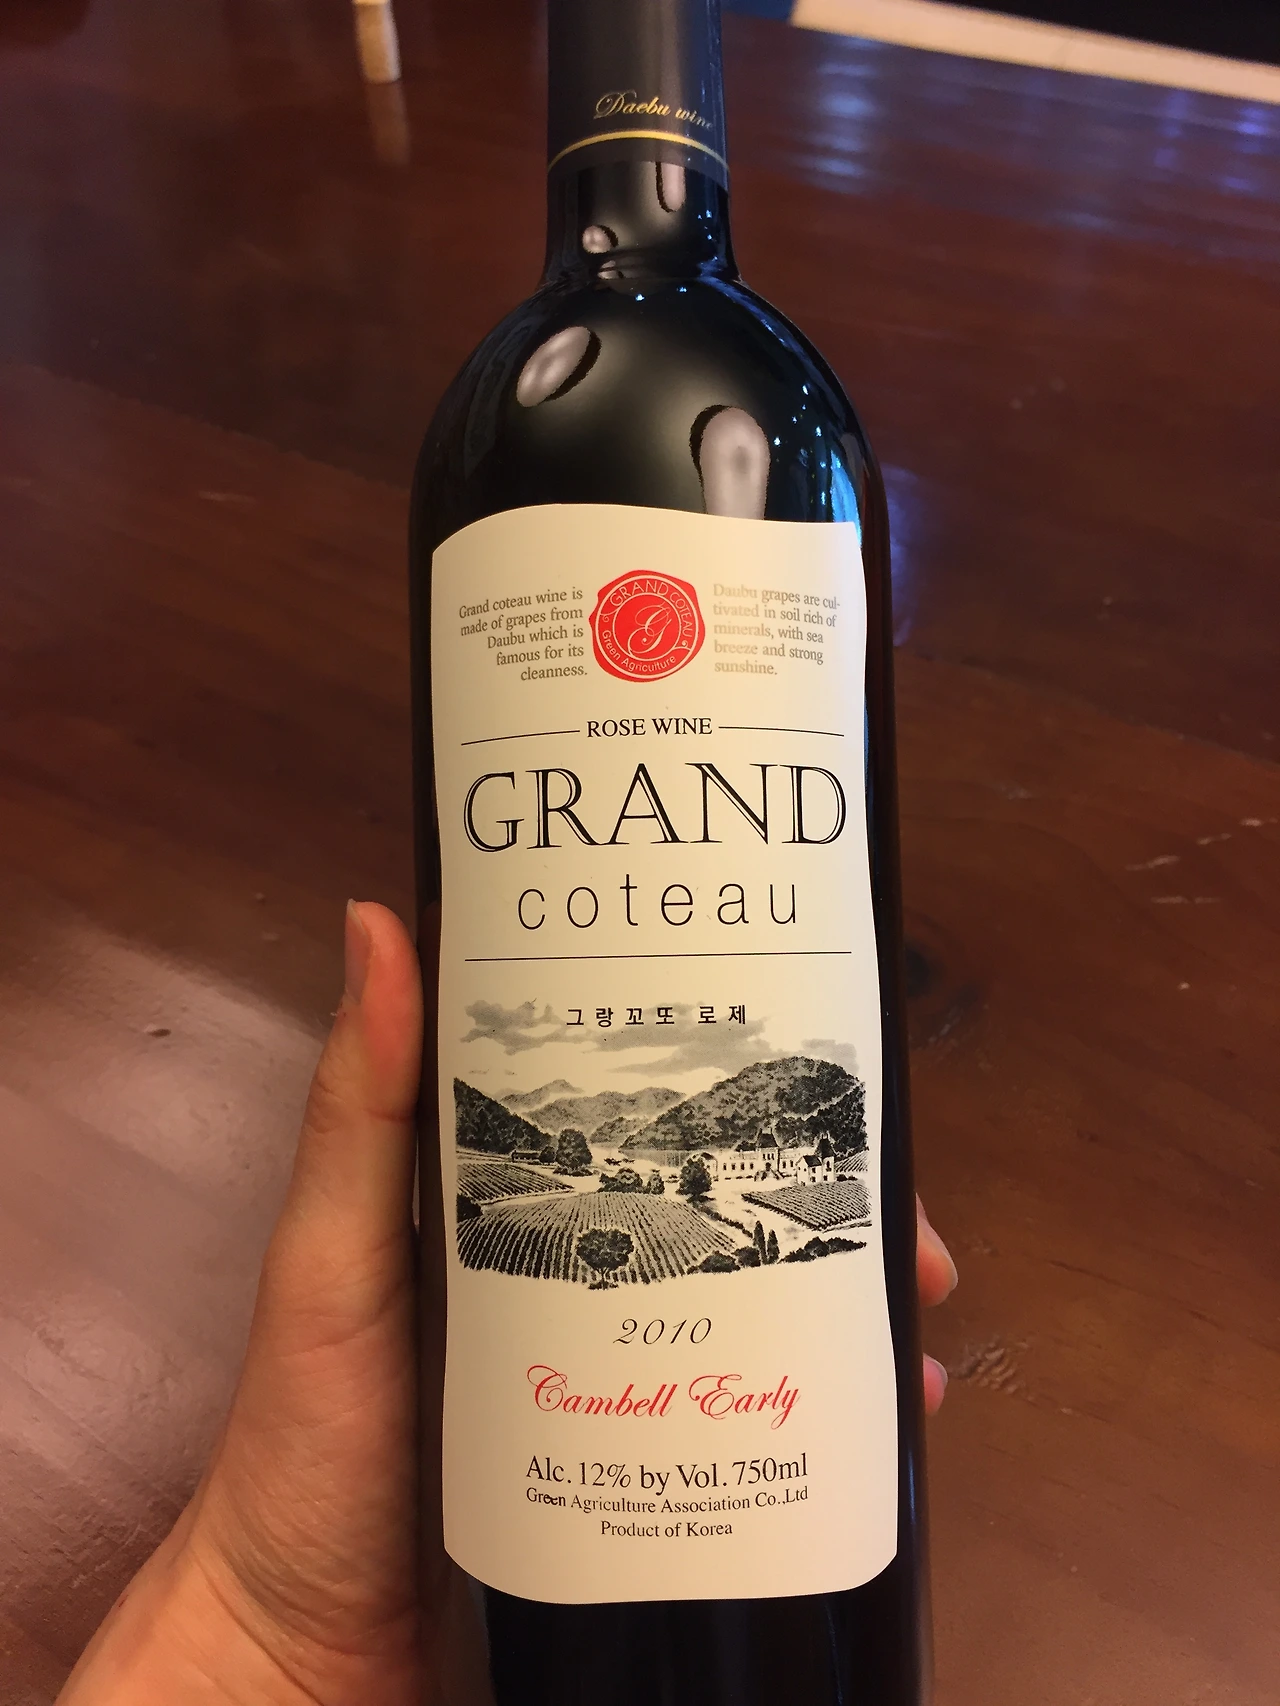 Daebu wine
Grand coteau wine is
made of grapes from
Daubu which is
famous for its
cleanness.
GRAND COTEAU
G
Green Agriculture
Daubu grapes are cul-
tivated in soil rich of
minerals, with sea
breeze and strong
sunshine.
ROSE WINE
GRAND
coteau
그랑꼬또 로제
2010
Cambell Early
Alc. 12% by Vol. 750ml
Green Agriculture Association Co.,Ltd
Product of Korea